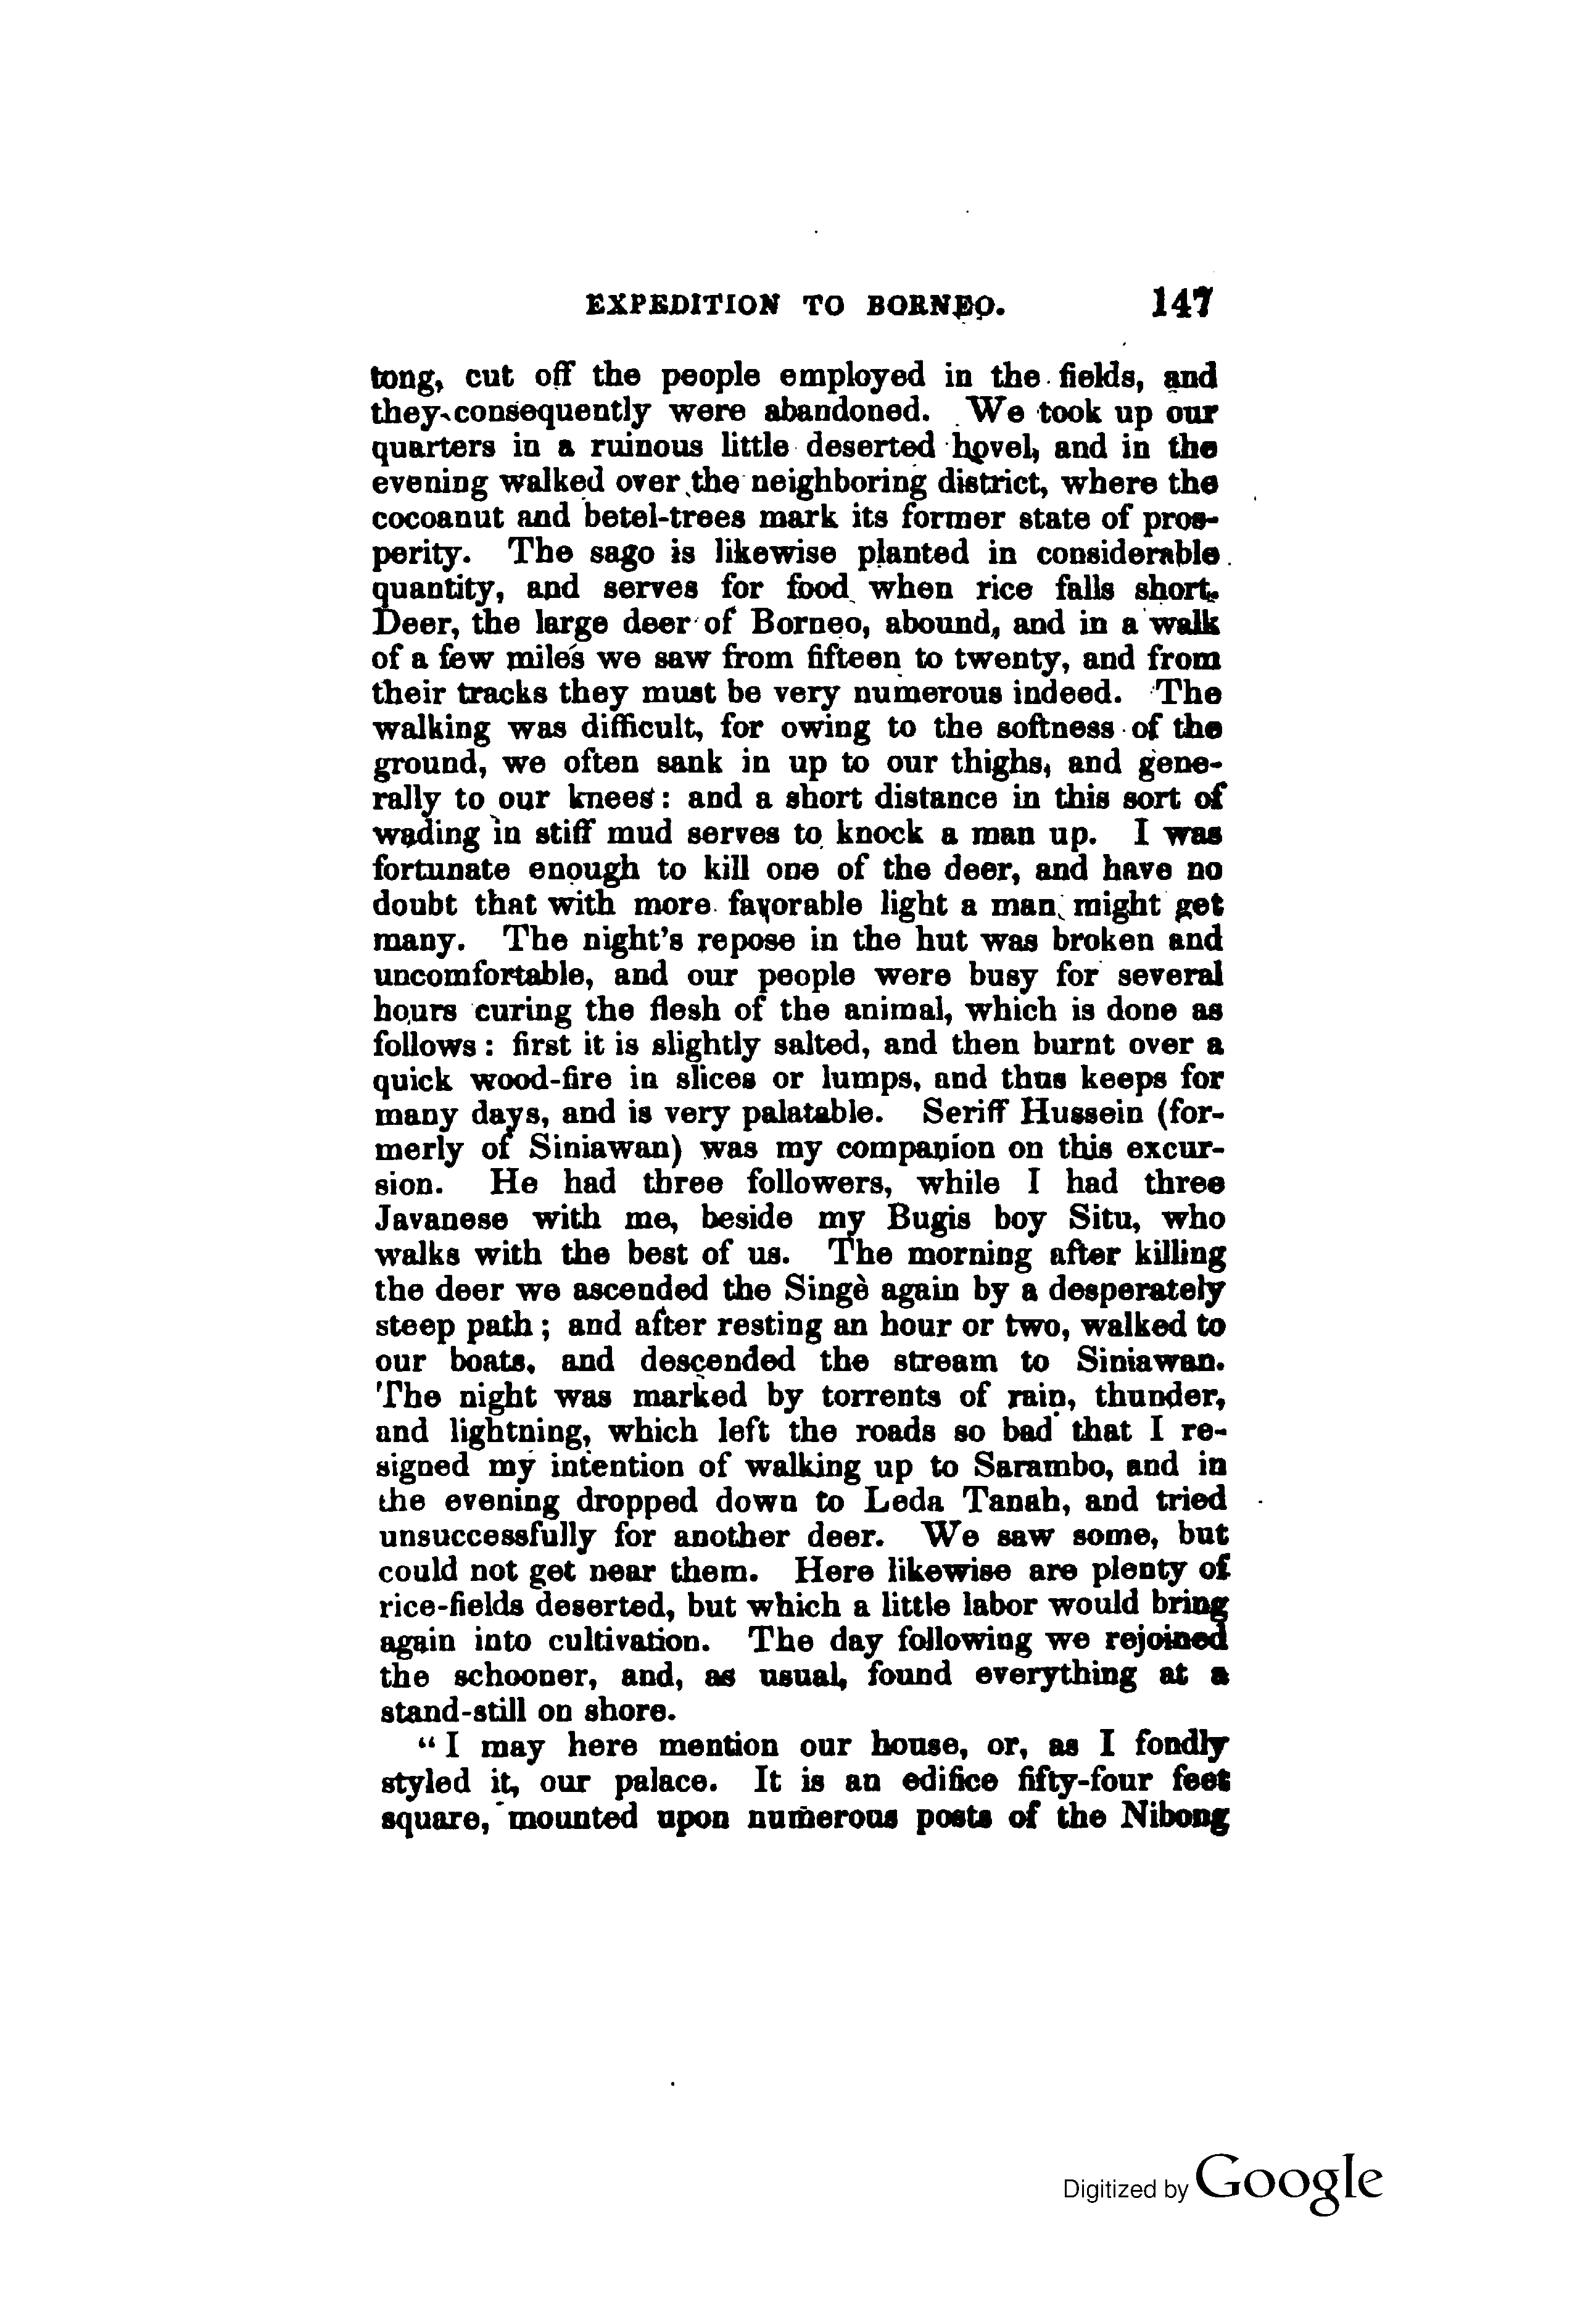 EXPEDITION TO BORNEO. 147
tong, cut off the people employed in the fields, and
they consequently were abandoned. We took up our
quarters in a ruinous little deserted hovel, and in the
evening walked over the neighboring district, where the
cocoanut and betel-trees mark its former state of pros-
perity. The sago is likewise planted in considerable
quantity, and serves for food when rice falls short.
Deer, the large deer of Borneo, abound, and in a walk
of a few miles we saw from fifteen to twenty, and from
their tracks they must be very numerous indeed. The
walking was difficult, for owing to the softness of the
ground, we often sank in up to our thighs, and gene-
rally to our knees: and a short distance in this sort of
wading in stiff mud serves to knock a man up. I was
fortunate enough to kill one of the deer, and have no
doubt that with more favorable light a man might get
many. The night's repose in the hut was broken and
uncomfortable, and our people were busy for several
hours curing the flesh of the animal, which is done as
follows: first it is slightly salted, and then burnt over a
quick wood-fire in slices or lumps, and thus keeps for
many days, and is very palatable. Seriff Hussein (for-
merly of Siniawan) was my companion on this excur-
sion. He had three followers, while I had three
Javanese with me, beside my Bugis boy Situ, who
walks with the best of us. The morning after killing
the deer we ascended the Singè again by a desperately
steep path; and after resting an hour or two, walked to
our boats, and descended the stream to Siniawan.
The night was marked by torrents of rain, thunder,
and lightning, which left the roads so bad that I re-
signed my intention of walking up to Sarambo, and in
the evening dropped down to Leda Tanah, and tried
unsuccessfully for another deer. We saw some, but
could not get near them. Here likewise are plenty of
rice-fields deserted, but which a little labor would bring
again into cultivation. The day following we rejoined
the schooner, and, as usual, found everything at a
stand-still on shore.
"I may here mention our house, or, as I fondly
styled it, our palace. It is an edifice fifty-four feet
square, mounted upon numerous posts of the Nibong
Digitized by Google